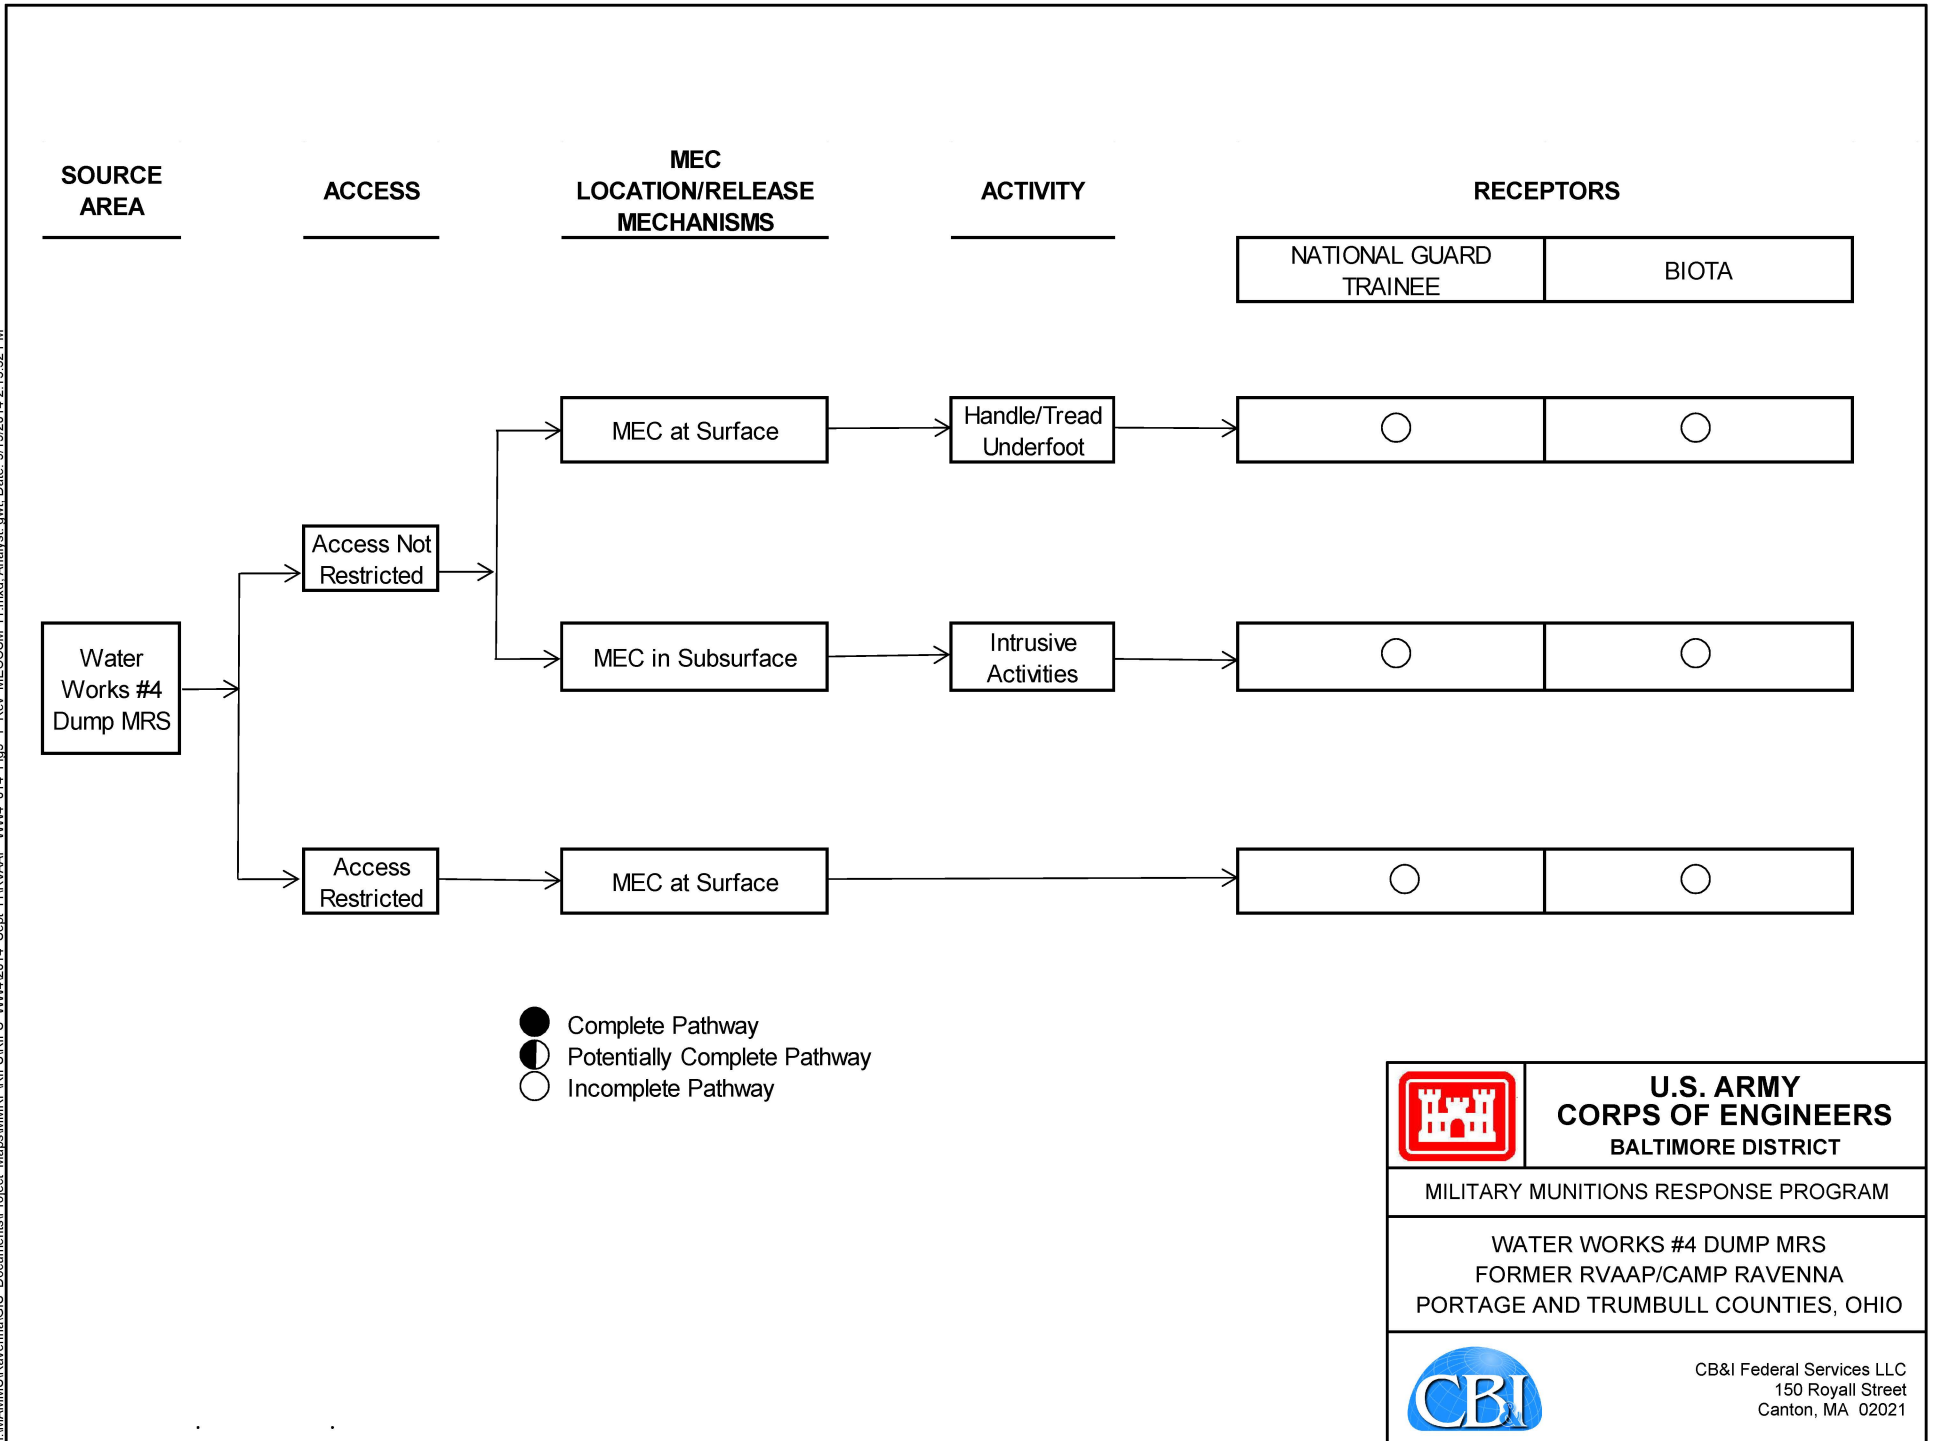 SOURCE
AREA
ACCESS
MEC
LOCATION/RELEASE
MECHANISMS
ACTIVITY
RECEPTORS
NATIONAL GUARD
TRAINEE
BIOTA
MEC at Surface
Handle/Tread
Underfoot
Access Not
Restricted
Water
Works #4
Dump MRS
MEC in Subsurface
Intrusive
Activities
Access
Restricted
MEC at Surface
Complete Pathway
Potentially Complete Pathway
Incomplete Pathway
U.S. ARMY
CORPS OF ENGINEERS
BALTIMORE DISTRICT
MILITARY MUNITIONS RESPONSE PROGRAM
WATER WORKS #4 DUMP MRS
FORMER RVAAP/CAMP RAVENNA
PORTAGE AND TRUMBULL COUNTIES, OHIO
CB&I
CB&I Federal Services LLC
150 Royall Street
Canton, MA 02021